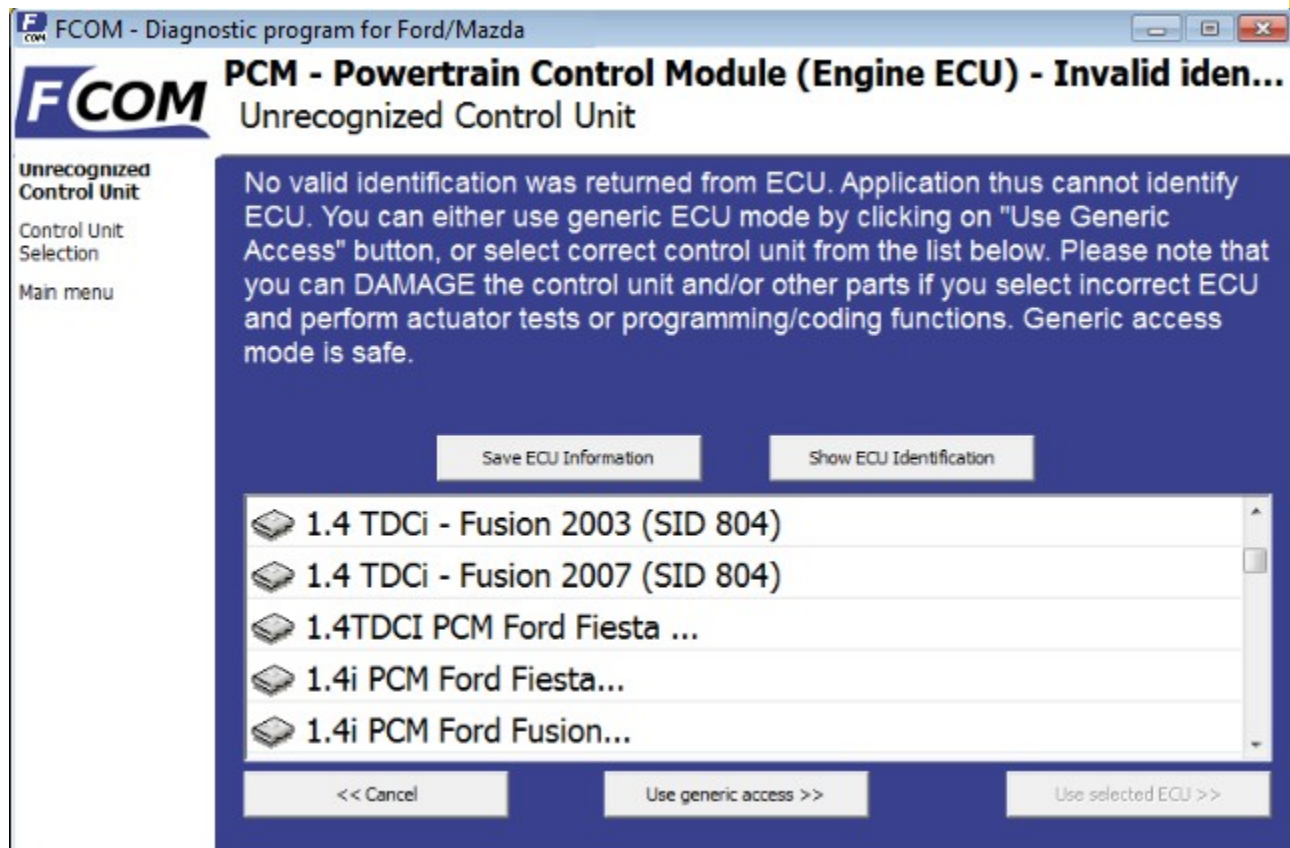 F
COM
FCOM - Diagnostic program for Ford/Mazda
FCOM
PCM - Powertrain Control Module (Engine ECU) - Invalid iden...
Unrecognized Control Unit
Unrecognized
Control Unit
Control Unit
Selection
Main menu
No valid identification was returned from ECU. Application thus cannot identify
ECU. You can either use generic ECU mode by clicking on "Use Generic
Access" button, or select correct control unit from the list below. Please note that
you can DAMAGE the control unit and/or other parts if you select incorrect ECU
and perform actuator tests or programming/coding functions. Generic access
mode is safe.
Save ECU Information
Show ECU Identification
1.4 TDCi - Fusion 2003 (SID 804)
1.4 TDCi - Fusion 2007 (SID 804)
1.4TDCI PCM Ford Fiesta ...
1.4i PCM Ford Fiesta...
1.4i PCM Ford Fusion...
<< Cancel
Use generic access >>
Use selected ECU >>